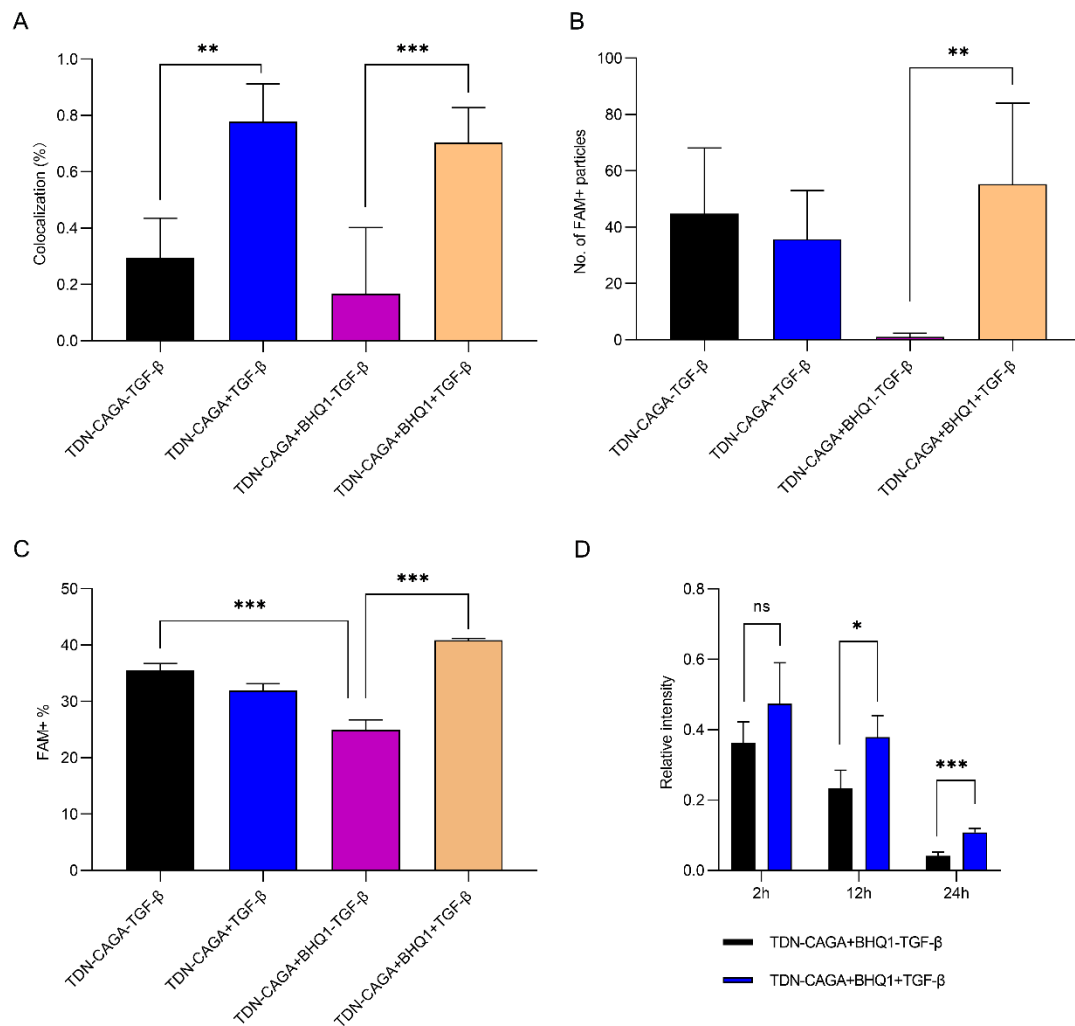 A
Colocalization (%)
1.0
0.8
0.6
0.4
0.2
0.0
**
***
TDN-CAGA-TGF-β
TDN-CAGA+TGF-β
TDN-CAGA+BHQ1-TGF-β
TDN-CAGA+BHQ1+TGF-β
B
No. of FAM+ particles
100
80
60
40
20
0
**
TDN-CAGA-TGF-β
TDN-CAGA+TGF-β
TDN-CAGA+BHQ1-TGF-β
TDN-CAGA+BHQ1+TGF-β
C
FAM+ %
50
40
30
20
10
0
***
***
TDN-CAGA-TGF-β
TDN-CAGA+TGF-β
TDN-CAGA+BHQ1-TGF-β
TDN-CAGA+BHQ1+TGF-β
D
Relative intensity
0.8
0.6
0.4
0.2
0.0
ns
*
***
2h
12h
24h
TDN-CAGA+BHQ1-TGF-β
TDN-CAGA+BHQ1+TGF-β